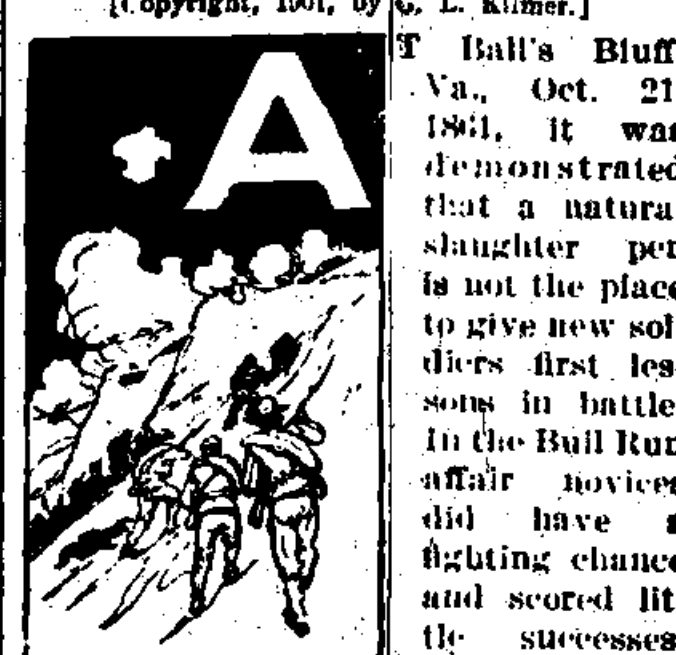 [Copyright, 1901, by G. L. Kilmer.]
AT Ball's Bluff
Va., Oct. 21
1861, it was
demonstrated
that a natura
slaughter pen
is not the place
to give new sol
diers first les-
sons in battle
In the Bull Run
affair novices
did have a
fighting chance
and scored lit
tle successes